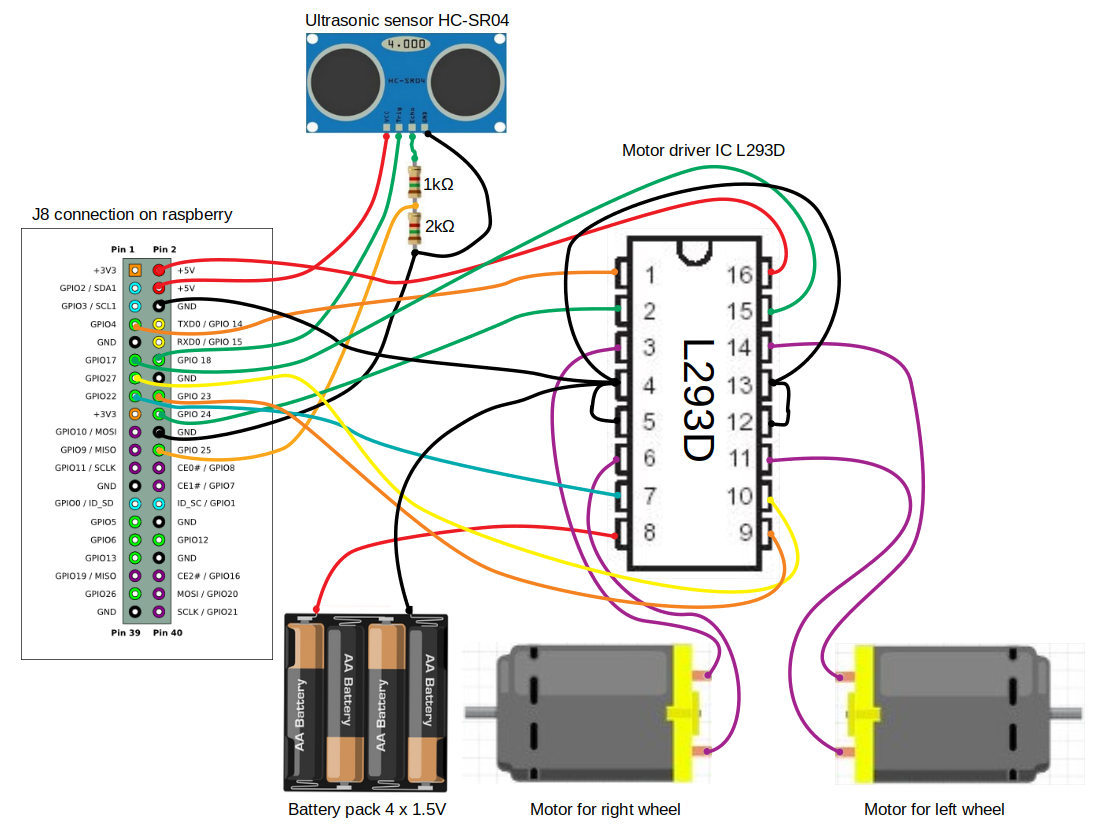 Ultrasonic sensor HC-SR04
4.000
HC-SR04
Vcc Trig Echo GND
1kΩ
2kΩ
Motor driver IC L293D
J8 connection on raspberry
Pin 1 Pin 2
+3V3 +5V
GPIO2 / SDA1 +5V
GPIO3 / SCL1 GND
GPIO4 TXD0 / GPIO 14
GND RXD0 / GPIO 15
GPIO17 GPIO 18
GPIO27 GND
GPIO22 GPIO 23
+3V3 GPIO 24
GPIO10 / MOSI GND
GPIO9 / MISO GPIO 25
GPIO11 / SCLK CE0# / GPIO8
GND CE1# / GPIO7
GPIO0 / ID_SD ID_SC / GPIO1
GPIO5 GND
GPIO6 GPIO12
GPIO13 GND
GPIO19 / MISO CE2# / GPIO16
GPIO26 MOSI / GPIO20
GND SCLK / GPIO21
Pin 39 Pin 40
1 16
2 15
3 14
4 13
5 12
6 11
7 10
8 9
L293D
AA Battery
AA Battery
AA Battery
AA Battery
Battery pack 4 x 1.5V
Motor for right wheel
Motor for left wheel